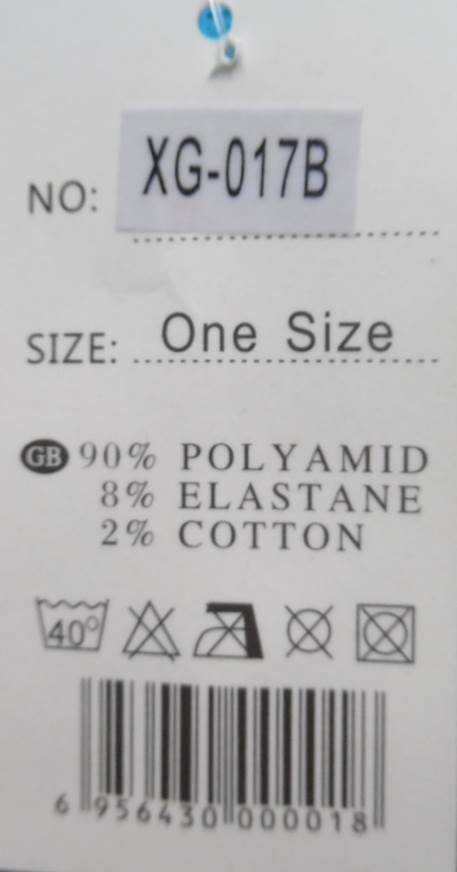 NO: XG-017B
SIZE: One Size
GB 90% POLYAMID
8% ELASTANE
2% COTTON
40°
6 956430 000018